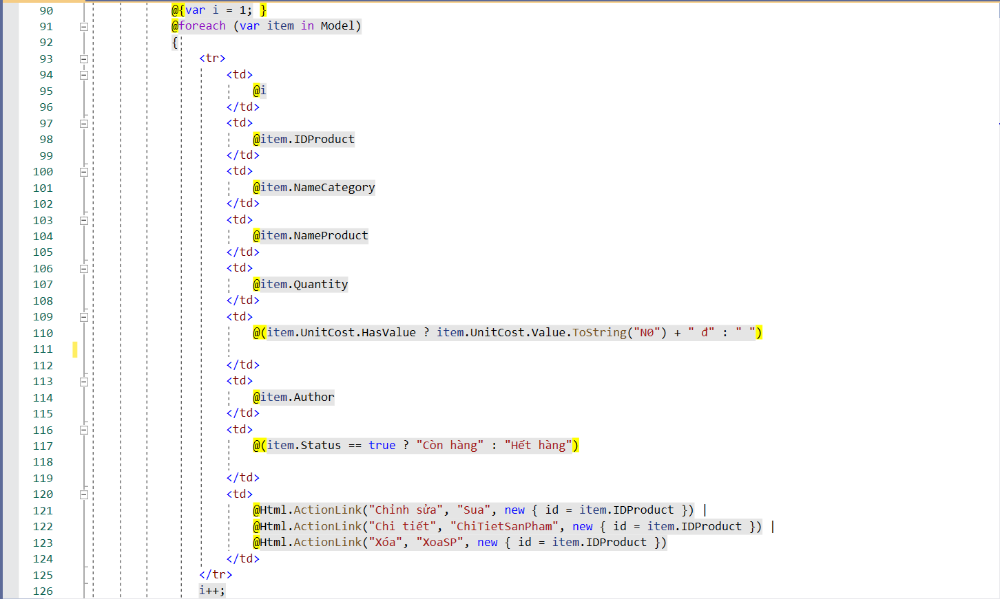 90 @{var i = 1; }
91 @foreach (var item in Model)
92 {
93 <tr>
94 <td>
95 @i
96 </td>
97 <td>
98 @item.IDProduct
99 </td>
100 <td>
101 @item.NameCategory
102 </td>
103 <td>
104 @item.NameProduct
105 </td>
106 <td>
107 @item.Quantity
108 </td>
109 <td>
110 @(item.UnitCost.HasValue ? item.UnitCost.Value.ToString("N0") + " đ" : " ")
111
112 </td>
113 <td>
114 @item.Author
115 </td>
116 <td>
117 @(item.Status == true ? "Còn hàng" : "Hết hàng")
118
119 </td>
120 <td>
121 @Html.ActionLink("Chỉnh sửa", "Sua", new { id = item.IDProduct }) |
122 @Html.ActionLink("Chi tiết", "ChiTietSanPham", new { id = item.IDProduct }) |
123 @Html.ActionLink("Xóa", "XoaSP", new { id = item.IDProduct })
124 </td>
125 </tr>
126 i++;